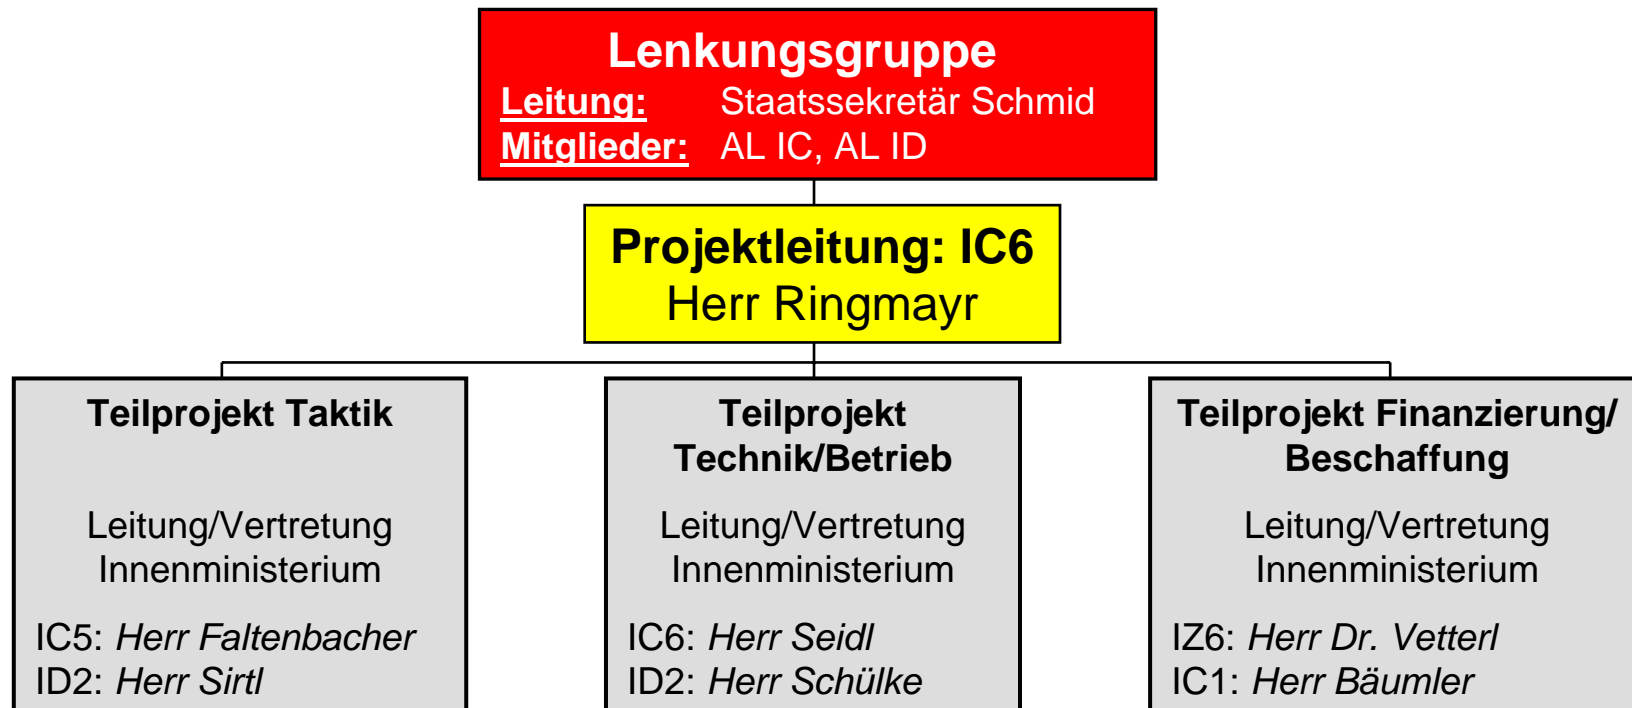 Lenkungsgruppe
Leitung: Staatssekretär Schmid
Mitglieder: AL IC, AL ID
Projektleitung: IC6
Herr Ringmayr
Teilprojekt Taktik
Leitung/Vertretung
Innenministerium
IC5: Herr Faltenbacher
ID2: Herr Sirtl
Teilprojekt
Technik/Betrieb
Leitung/Vertretung
Innenministerium
IC6: Herr Seidl
ID2: Herr Schülke
Teilprojekt Finanzierung/
Beschaffung
Leitung/Vertretung
Innenministerium
IZ6: Herr Dr. Vetterl
IC1: Herr Bäumler